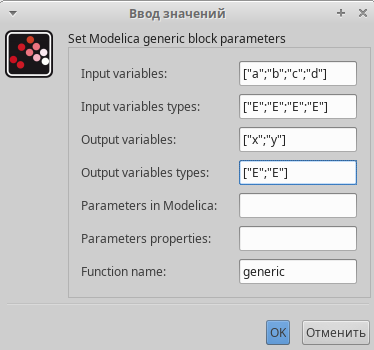 Ввод значений
Set Modelica generic block parameters
Input variables: ["a";"b";"c";"d"]
Input variables types: ["E";"E";"E";"E"]
Output variables: ["x";"y"]
Output variables types: ["E";"E"]
Parameters in Modelica:
Parameters properties:
Function name: generic
OK Отменить